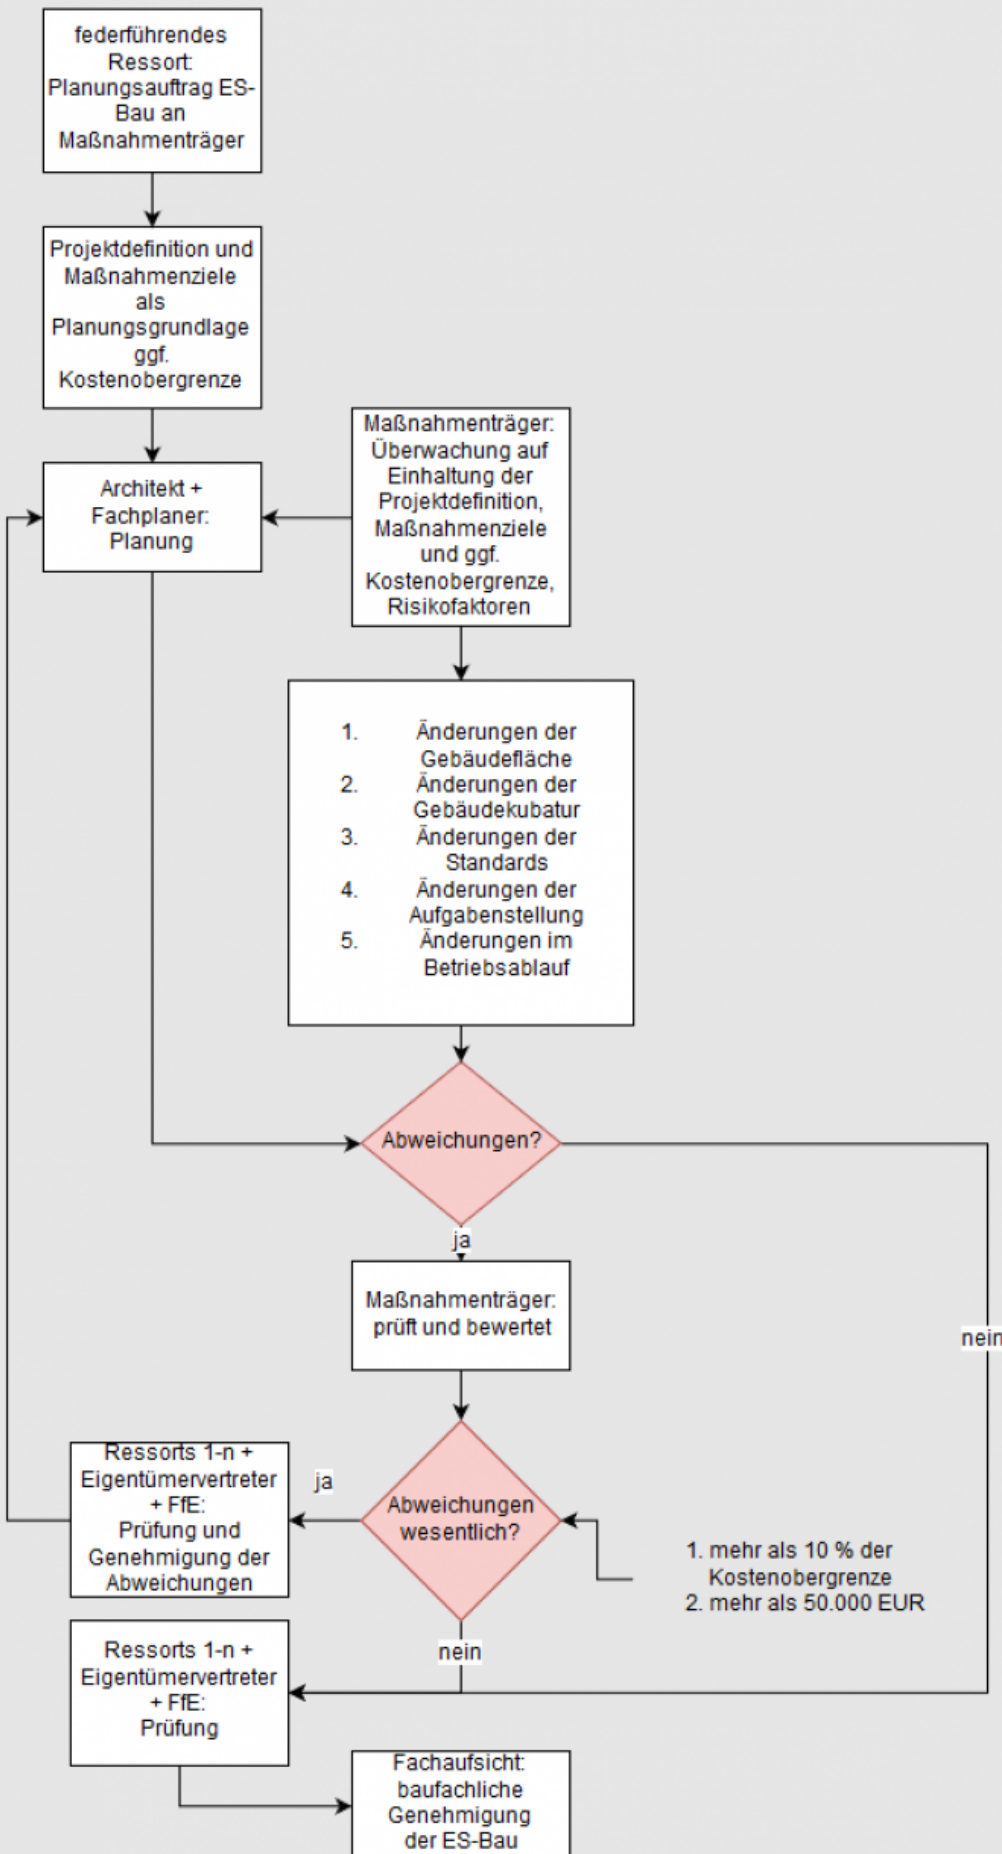 federführendes
Ressort:
Planungsauftrag ES-
Bau an
Maßnahmenträger
Projektdefinition und
Maßnahmenziele
als
Planungsgrundlage
ggf.
Kostenobergrenze
Architekt +
Fachplaner:
Planung
Maßnahmenträger:
Überwachung auf
Einhaltung der
Projektdefinition,
Maßnahmenziele
und ggf.
Kostenobergrenze,
Risikofaktoren
1. Änderungen der
Gebäudefläche
2. Änderungen der
Gebäudekubatur
3. Änderungen der
Standards
4. Änderungen der
Aufgabenstellung
5. Änderungen im
Betriebsablauf
Abweichungen?
ja
nein
Maßnahmenträger:
prüft und bewertet
Abweichungen
wesentlich?
ja
nein
1. mehr als 10 % der
Kostenobergrenze
2. mehr als 50.000 EUR
Ressorts 1-n +
Eigentümervertreter
+ FfE:
Prüfung und
Genehmigung der
Abweichungen
Ressorts 1-n +
Eigentümervertreter
+ FfE:
Prüfung
Fachaufsicht:
baufachliche
Genehmigung
der ES-Bau